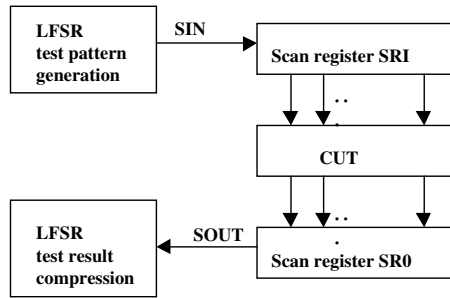 LFSR
test pattern
generation
SIN
Scan register SRI
CUT
LFSR
test result
compression
SOUT
Scan register SR0